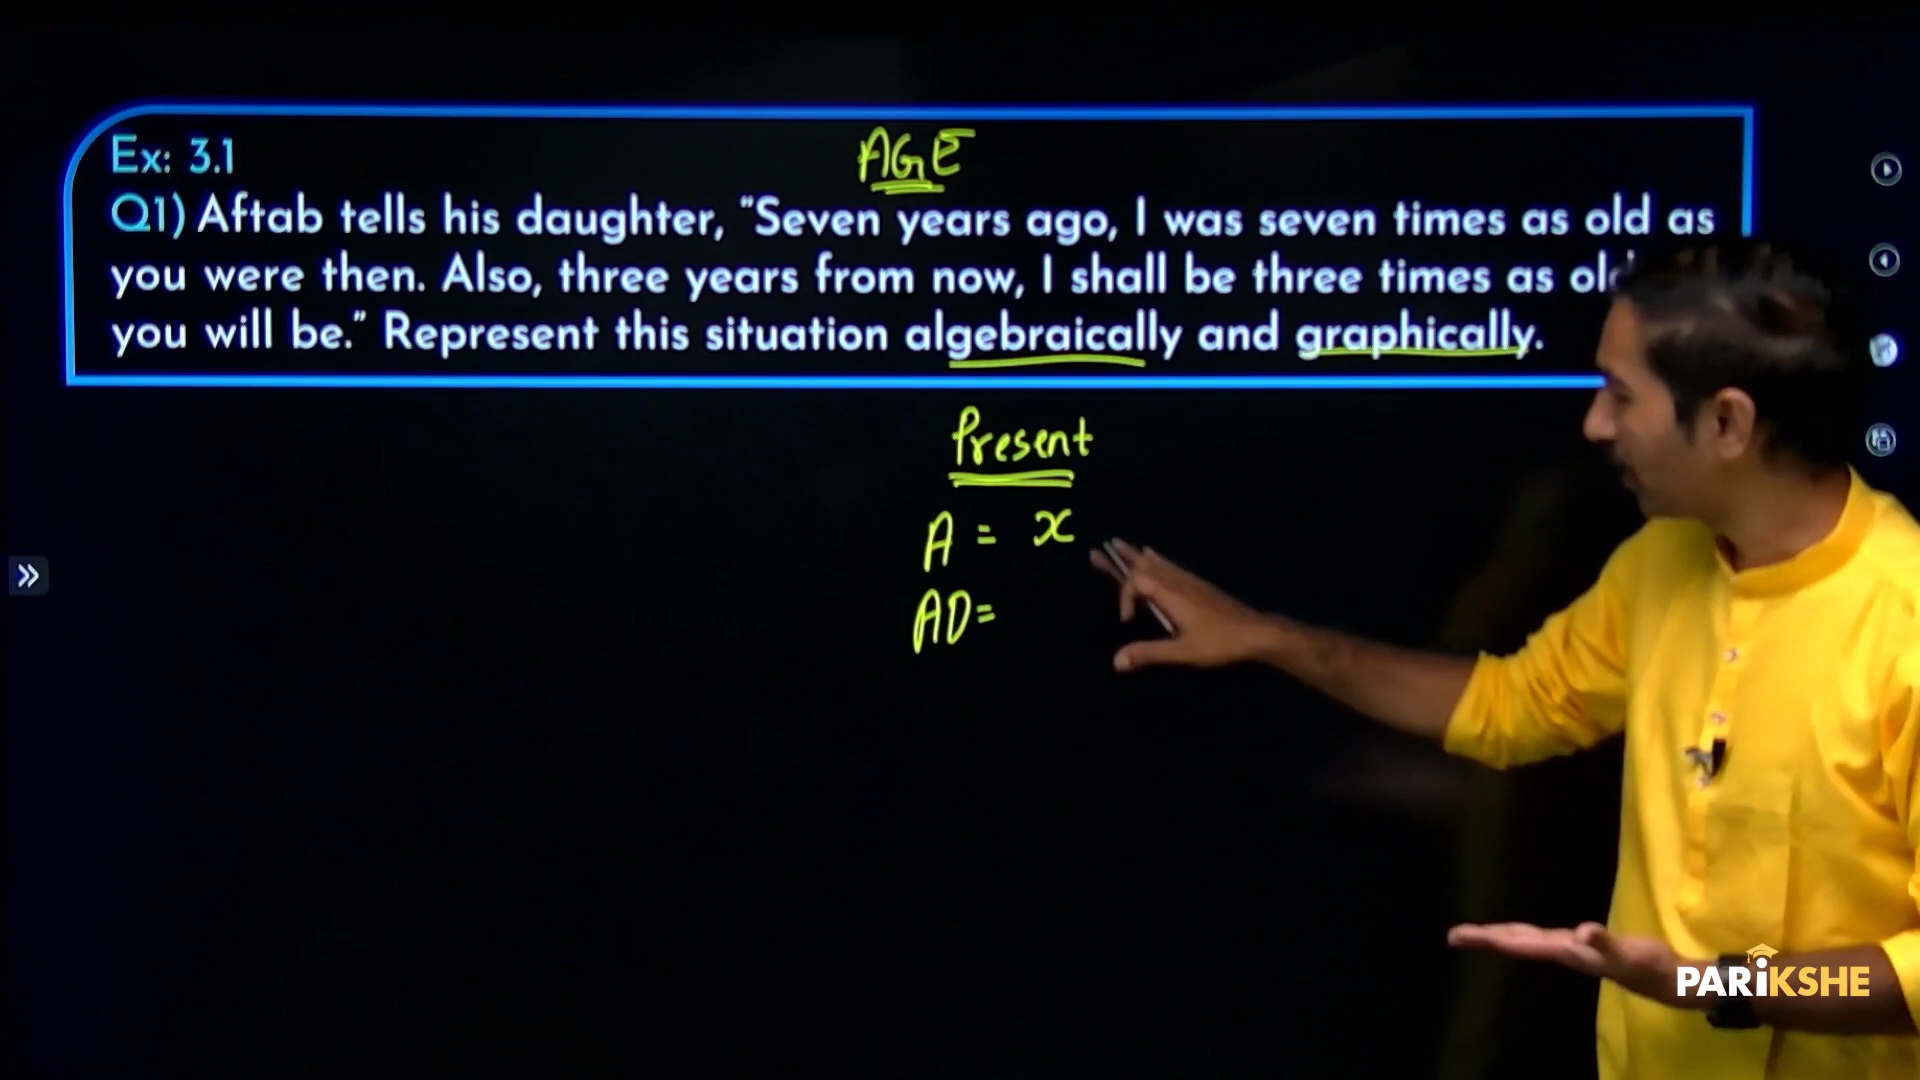 Ex: 3.1
AGE
Q1) Aftab tells his daughter, "Seven years ago, I was seven times as old as
you were then. Also, three years from now, I shall be three times as
you will be." Represent this situation algebraically and graphically.
Present
A = x
AD=
PARiKSHE